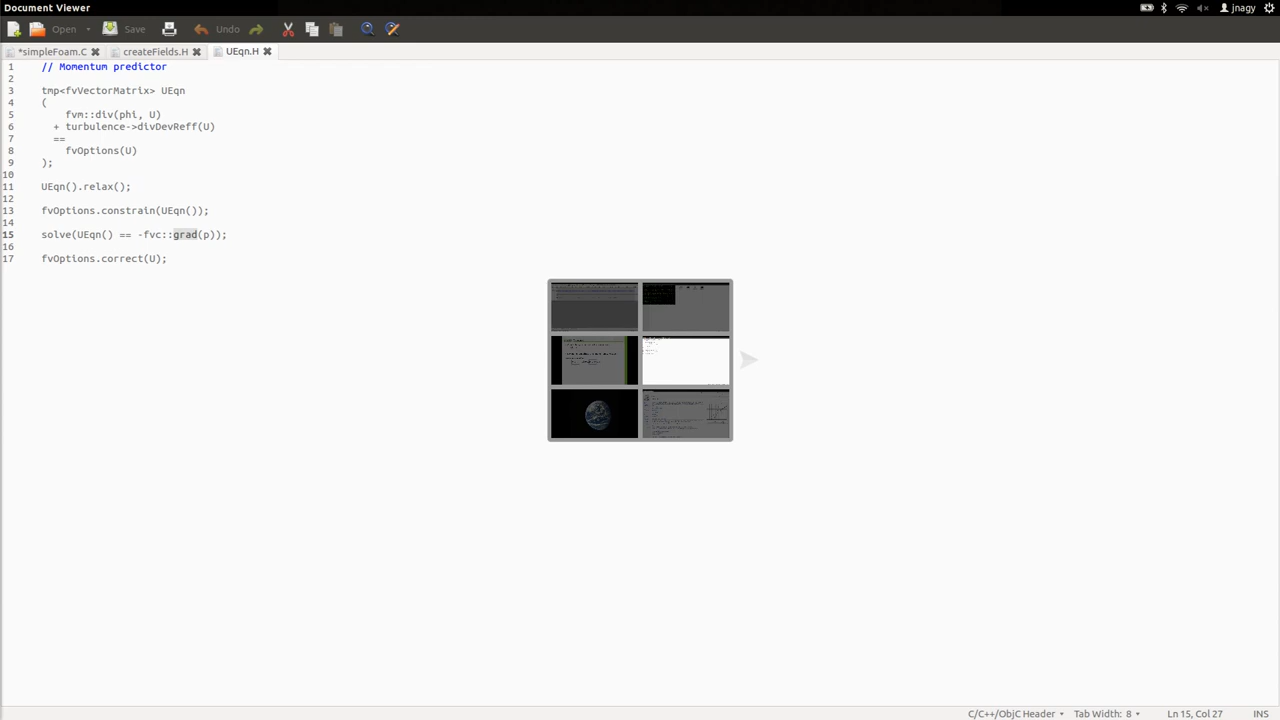 Document Viewer
jnagy
Open Save Undo
*simpleFoam.C createFields.H UEqn.H
1 // Momentum predictor
2
3 tmp<fvVectorMatrix> UEqn
4 (
5 fvm::div(phi, U)
6 + turbulence->divDevReff(U)
7 ==
8 fvOptions(U)
9 );
10
11 UEqn().relax();
12
13 fvOptions.constrain(UEqn());
14
15 solve(UEqn() == -fvc::grad(p));
16
17 fvOptions.correct(U);
C/C++/ObjC Header Tab Width: 8 Ln 15, Col 27 INS